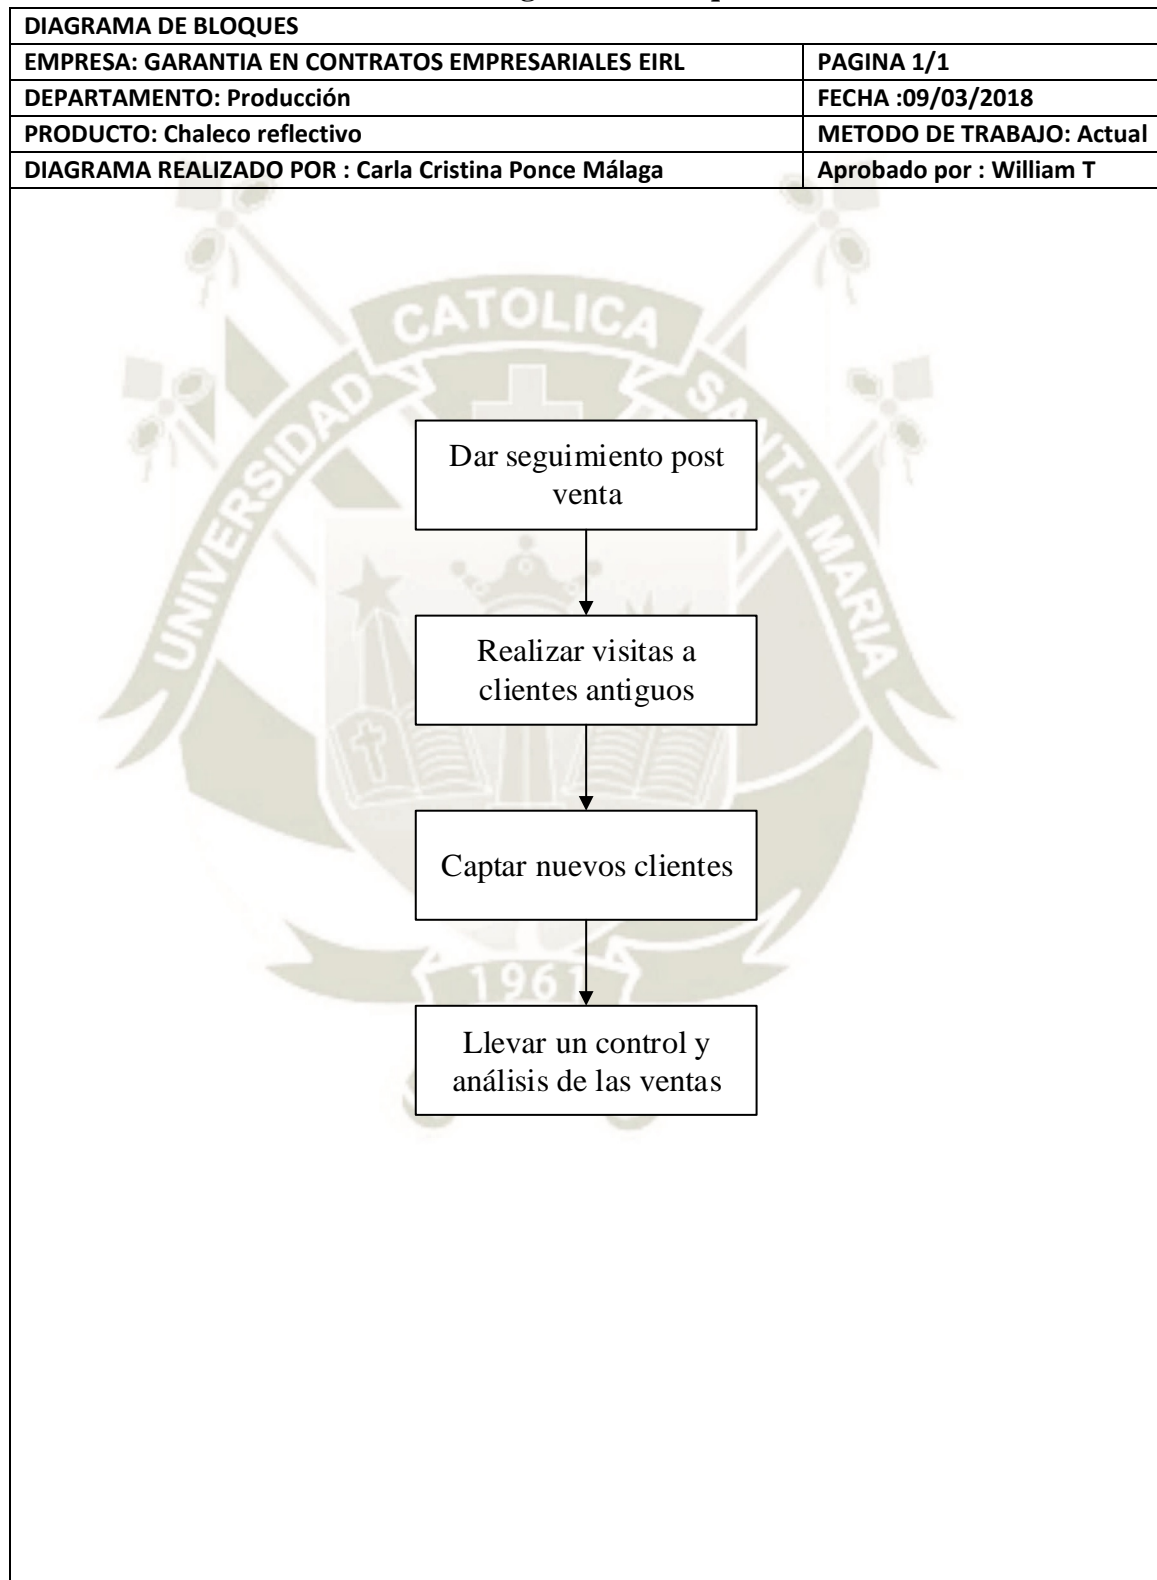 DIAGRAMA DE BLOQUES
EMPRESA: GARANTIA EN CONTRATOS EMPRESARIALES EIRL
PAGINA 1/1
DEPARTAMENTO: Producción
FECHA :09/03/2018
PRODUCTO: Chaleco reflectivo
METODO DE TRABAJO: Actual
DIAGRAMA REALIZADO POR : Carla Cristina Ponce Málaga
Aprobado por : William T
UNIVERSIDAD CATOLICA SANTA MARIA
Dar seguimiento post
venta
Realizar visitas a
clientes antiguos
Captar nuevos clientes
1961
Llevar un control y
análisis de las ventas